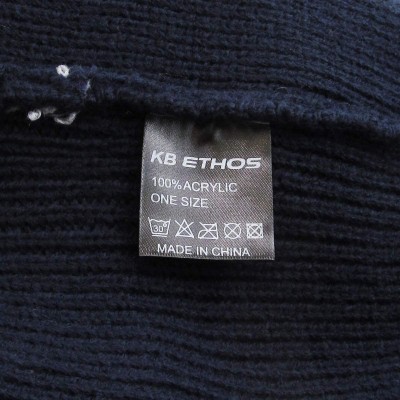 KB ETHOS
100% ACRYLIC
ONE SIZE
30°
MADE IN CHINA